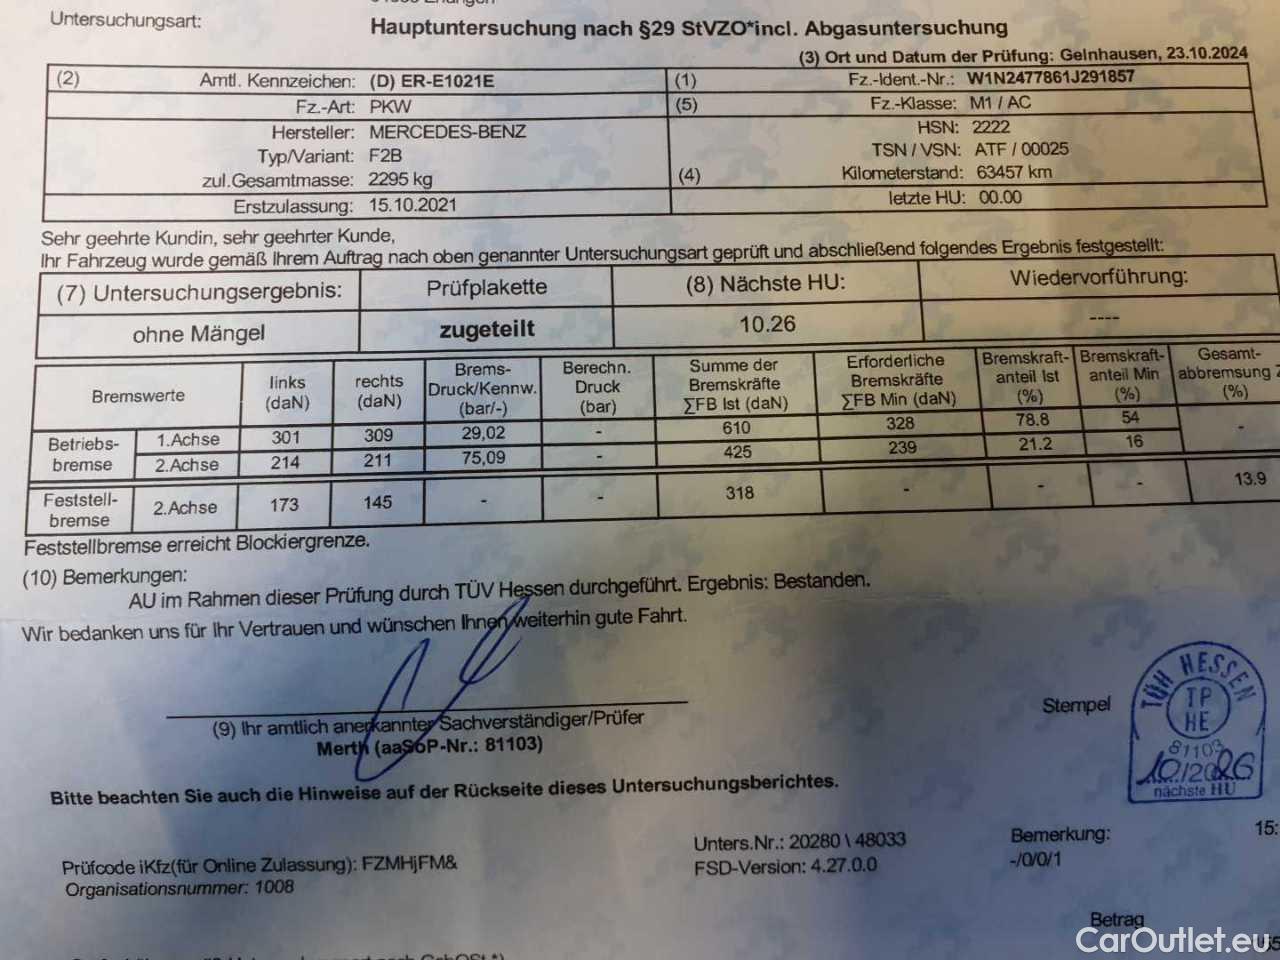 Untersuchungsart: Hauptuntersuchung nach §29 StVZO*incl. Abgasuntersuchung
(3) Ort und Datum der Prüfung: Gelnhausen, 23.10.2024
(2) Amtl. Kennzeichen: (D) ER-E1021E (1) Fz.-Ident.-Nr.: W1N2477861J291857
Fz.-Art: PKW (5) Fz.-Klasse: M1 / AC
Hersteller: MERCEDES-BENZ HSN: 2222
Typ/Variant: F2B TSN / VSN: ATF / 00025
zul.Gesamtmasse: 2295 kg (4) Kilometerstand: 63457 km
Erstzulassung: 15.10.2021 letzte HU: 00.00
Sehr geehrte Kundin, sehr geehrter Kunde,
Ihr Fahrzeug wurde gemäß Ihrem Auftrag nach oben genannter Untersuchungsart geprüft und abschließend folgendes Ergebnis festgestellt:
(7) Untersuchungsergebnis: Prüfplakette (8) Nächste HU: Wiedervorführung:
ohne Mängel zugeteilt 10.26 ----
Bremswerte links (daN) rechts (daN) Brems-Druck/Kennw. (bar/-) Berechn. Druck (bar) Summe der Bremskräfte ∑FB Ist (daN) Erforderliche Bremskräfte ∑FB Min (daN) Bremskraft-anteil Ist (%) Bremskraft-anteil Min (%) Gesamt-abbremsung Z (%)
Betriebs-bremse 1.Achse 301 309 29,02 - 610 328 78.8 54 -
2.Achse 214 211 75,09 - 425 239 21.2 16
Feststell-bremse 2.Achse 173 145 - - 318 - - - 13.9
Feststellbremse erreicht Blockiergrenze.
(10) Bemerkungen:
AU im Rahmen dieser Prüfung durch TÜV Hessen durchgeführt. Ergebnis: Bestanden.
Wir bedanken uns für Ihr Vertrauen und wünschen Ihnen weiterhin gute Fahrt.
(9) Ihr amtlich anerkannter Sachverständiger/Prüfer
Merth (aaSoP-Nr.: 81103)
Stempel
TÜH HESSEN
TP
HE
81103
10/2026
nächste HU
Bitte beachten Sie auch die Hinweise auf der Rückseite dieses Untersuchungsberichtes.
Prüfcode iKfz(für Online Zulassung): FZMHjFM&
Organisationsnummer: 1008
Unters.Nr.: 20280 \ 48033
FSD-Version: 4.27.0.0
Bemerkung:
-/0/0/1
15:
Betrag
CarOutlet.eu